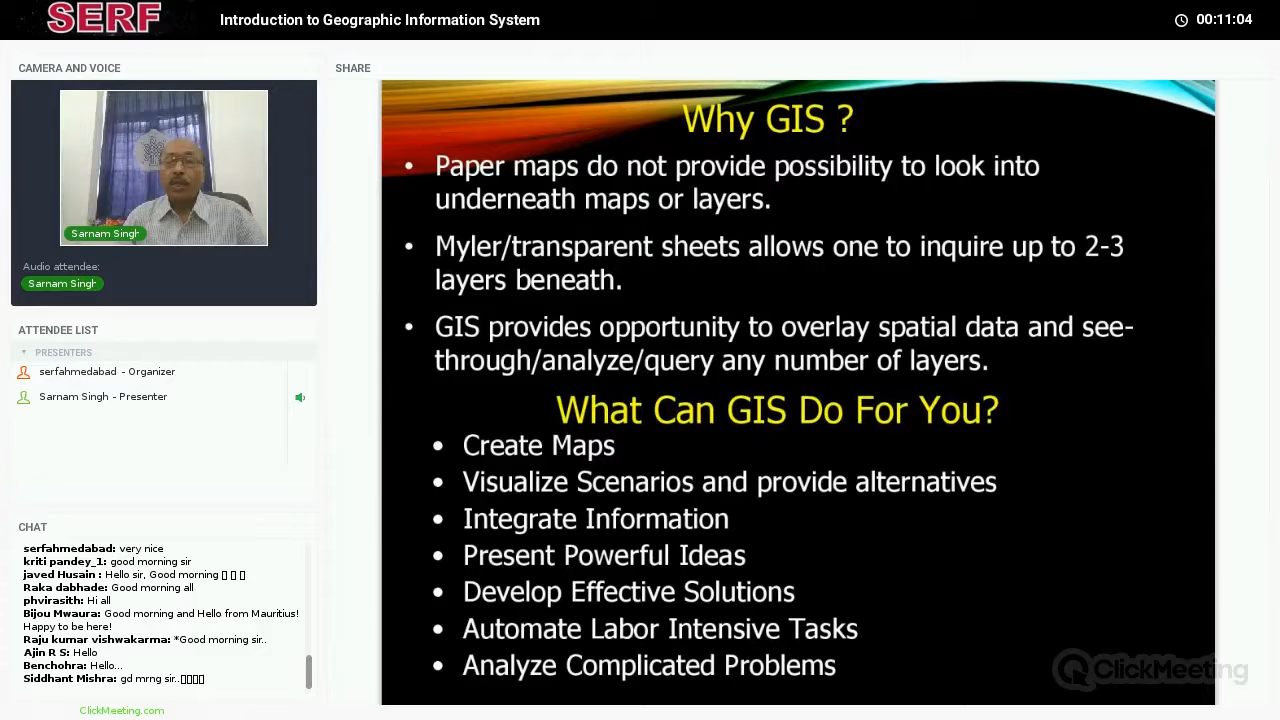 SERF
Introduction to Geographic Information System
00:11:04
CAMERA AND VOICE
Sarnam Singh
Audio attendee:
Sarnam Singh
ATTENDEE LIST
PRESENTERS
serfahmedabad - Organizer
Sarnam Singh - Presenter
CHAT
serfahmedabad: very nice
kriti pandey_1: good morning sir
javed Husain : Hello sir, Good morning
Raka dabhade: Good morning all
phvirasith: Hi all
Bijou Mwaura: Good morning and Hello from Mauritius!
Happy to be here!
Raju kumar vishwakarma: *Good morning sir..
Ajin R S: Hello
Benchohra: Hello...
Siddhant Mishra: gd mrng sir..
ClickMeeting.com
SHARE
Why GIS ?
• Paper maps do not provide possibility to look into
underneath maps or layers.
• Myler/transparent sheets allows one to inquire up to 2-3
layers beneath.
• GIS provides opportunity to overlay spatial data and see-
through/analyze/query any number of layers.
What Can GIS Do For You?
• Create Maps
• Visualize Scenarios and provide alternatives
• Integrate Information
• Present Powerful Ideas
• Develop Effective Solutions
• Automate Labor Intensive Tasks
• Analyze Complicated Problems
ClickMeeting